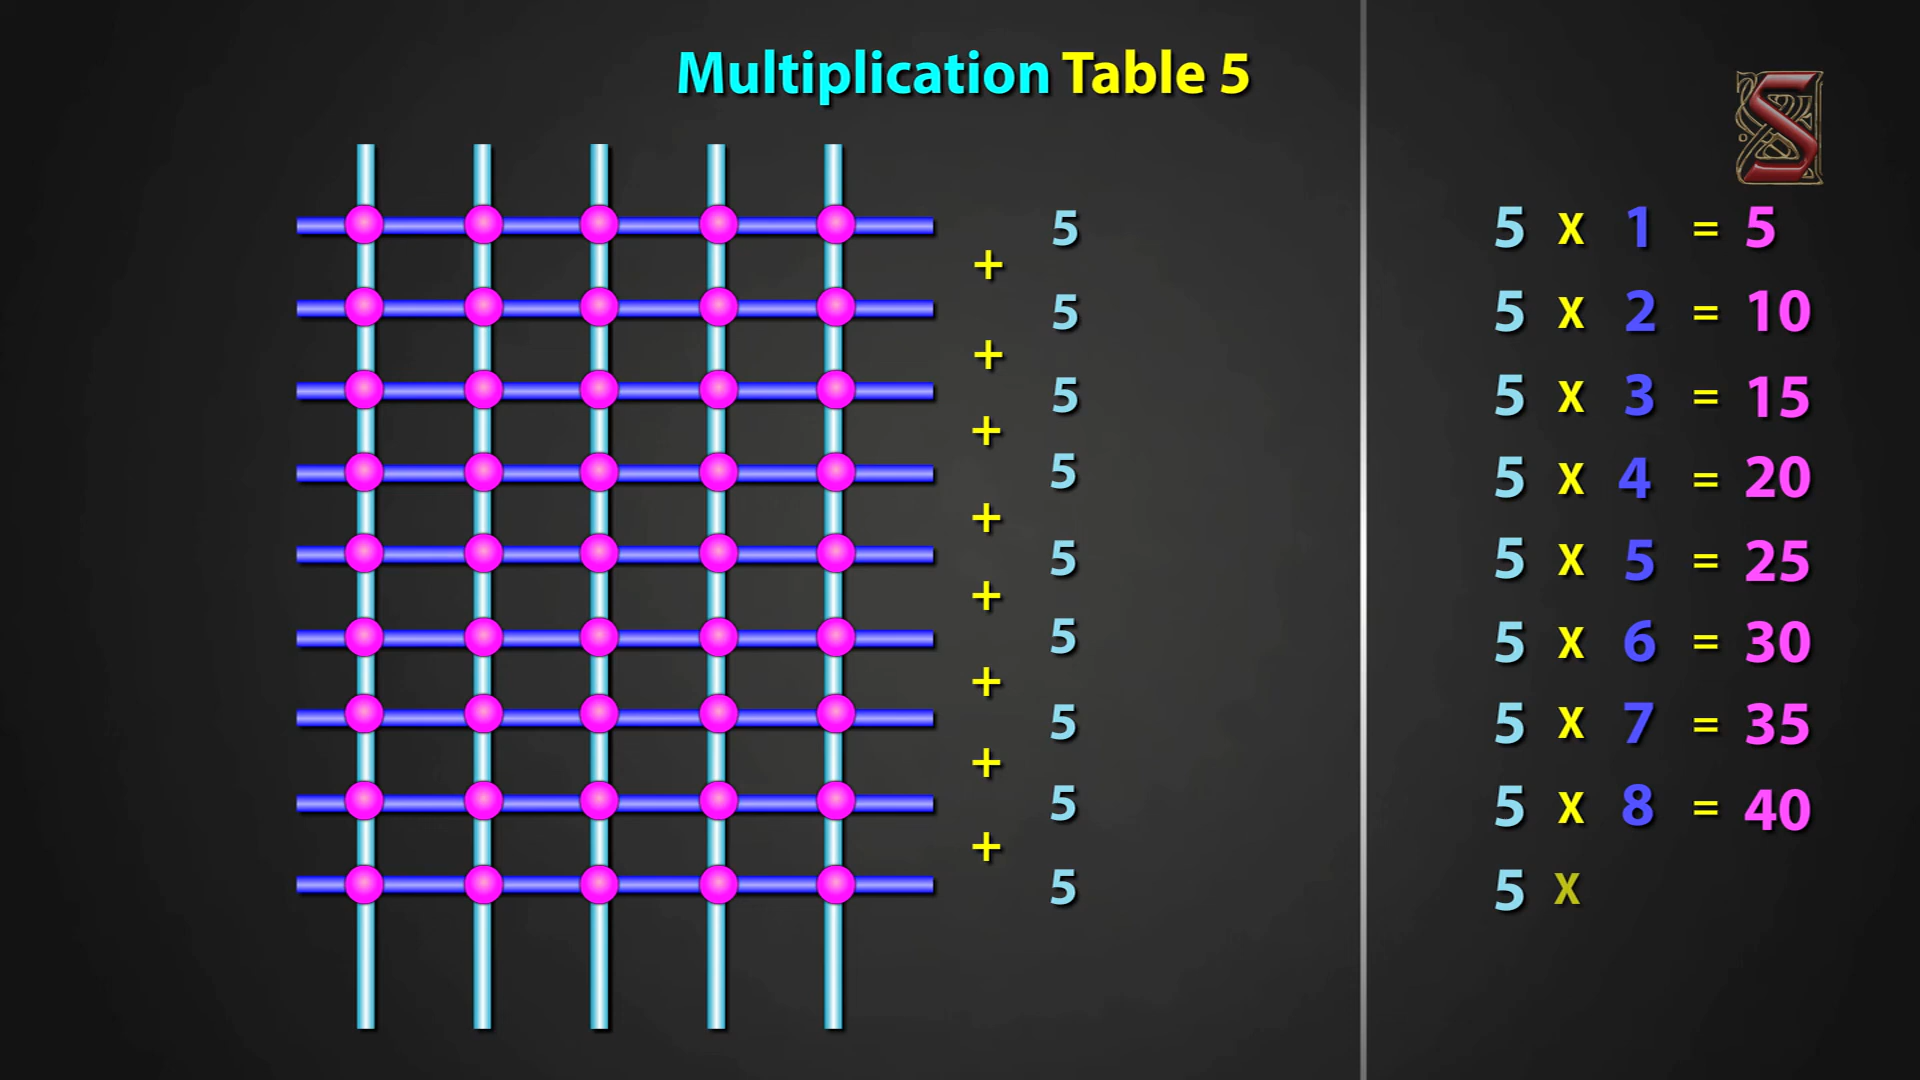 Multiplication Table 5
S
5
+
5
+
5
+
5
+
5
+
5
+
5
+
5
+
5
5 x 1 = 5
5 x 2 = 10
5 x 3 = 15
5 x 4 = 20
5 x 5 = 25
5 x 6 = 30
5 x 7 = 35
5 x 8 = 40
5 x